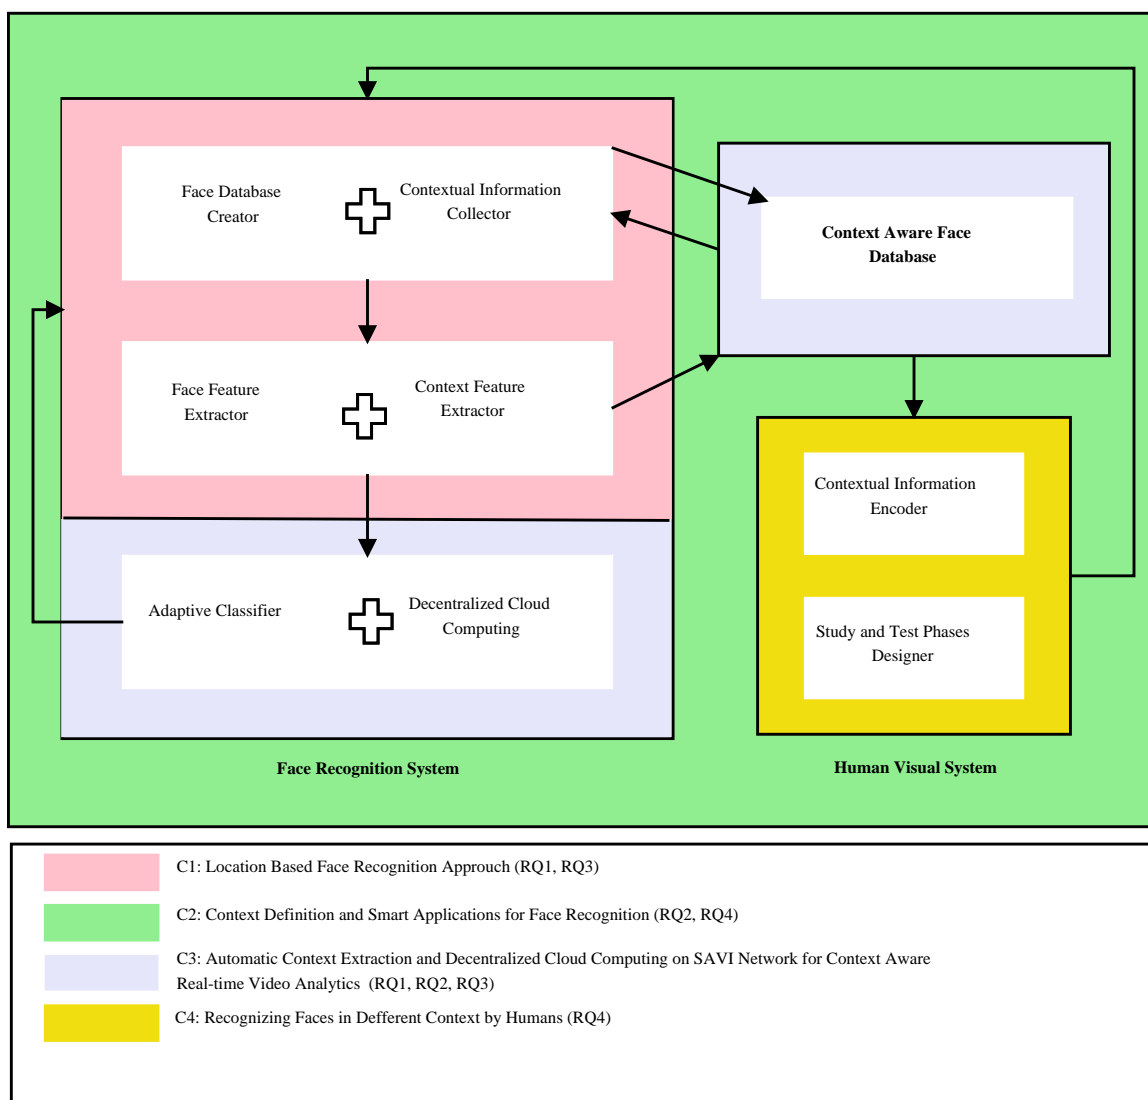 Face Database
Creator
Contextual Information
Collector
Context Aware Face
Database
Face Feature
Extractor
Context Feature
Extractor
Contextual Information
Encoder
Adaptive Classifier
Decentralized Cloud
Computing
Study and Test Phases
Designer
Face Recognition System
Human Visual System
C1: Location Based Face Recognition Approuch (RQ1, RQ3)
C2: Context Definition and Smart Applications for Face Recognition (RQ2, RQ4)
C3: Automatic Context Extraction and Decentralized Cloud Computing on SAVI Network for Context Aware
Real-time Video Analytics (RQ1, RQ2, RQ3)
C4: Recognizing Faces in Defferent Context by Humans (RQ4)